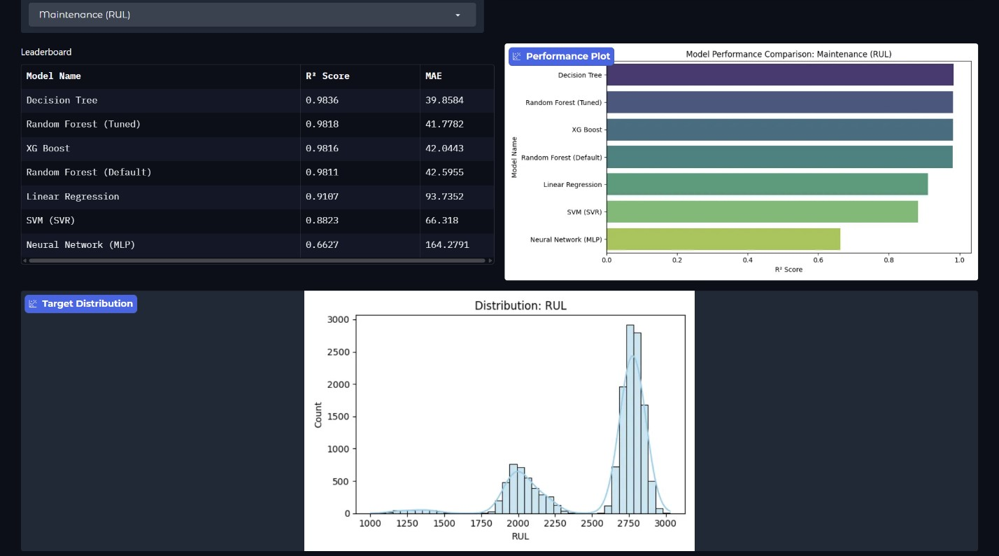 Maintenance (RUL)
Leaderboard
Model Name R² Score MAE
Decision Tree 0.9836 39.8584
Random Forest (Tuned) 0.9818 41.7782
XG Boost 0.9816 42.0443
Random Forest (Default) 0.9811 42.5955
Linear Regression 0.9107 93.7352
SVM (SVR) 0.8823 66.318
Neural Network (MLP) 0.6627 164.2791
Performance Plot
Model Performance Comparison: Maintenance (RUL)
Model Name
Decision Tree
Random Forest (Tuned)
XG Boost
Random Forest (Default)
Linear Regression
SVM (SVR)
Neural Network (MLP)
0.0 0.2 0.4 0.6 0.8 1.0
R² Score
Target Distribution
Distribution: RUL
Count
3000
2500
2000
1500
1000
500
0
1000 1250 1500 1750 2000 2250 2500 2750 3000
RUL